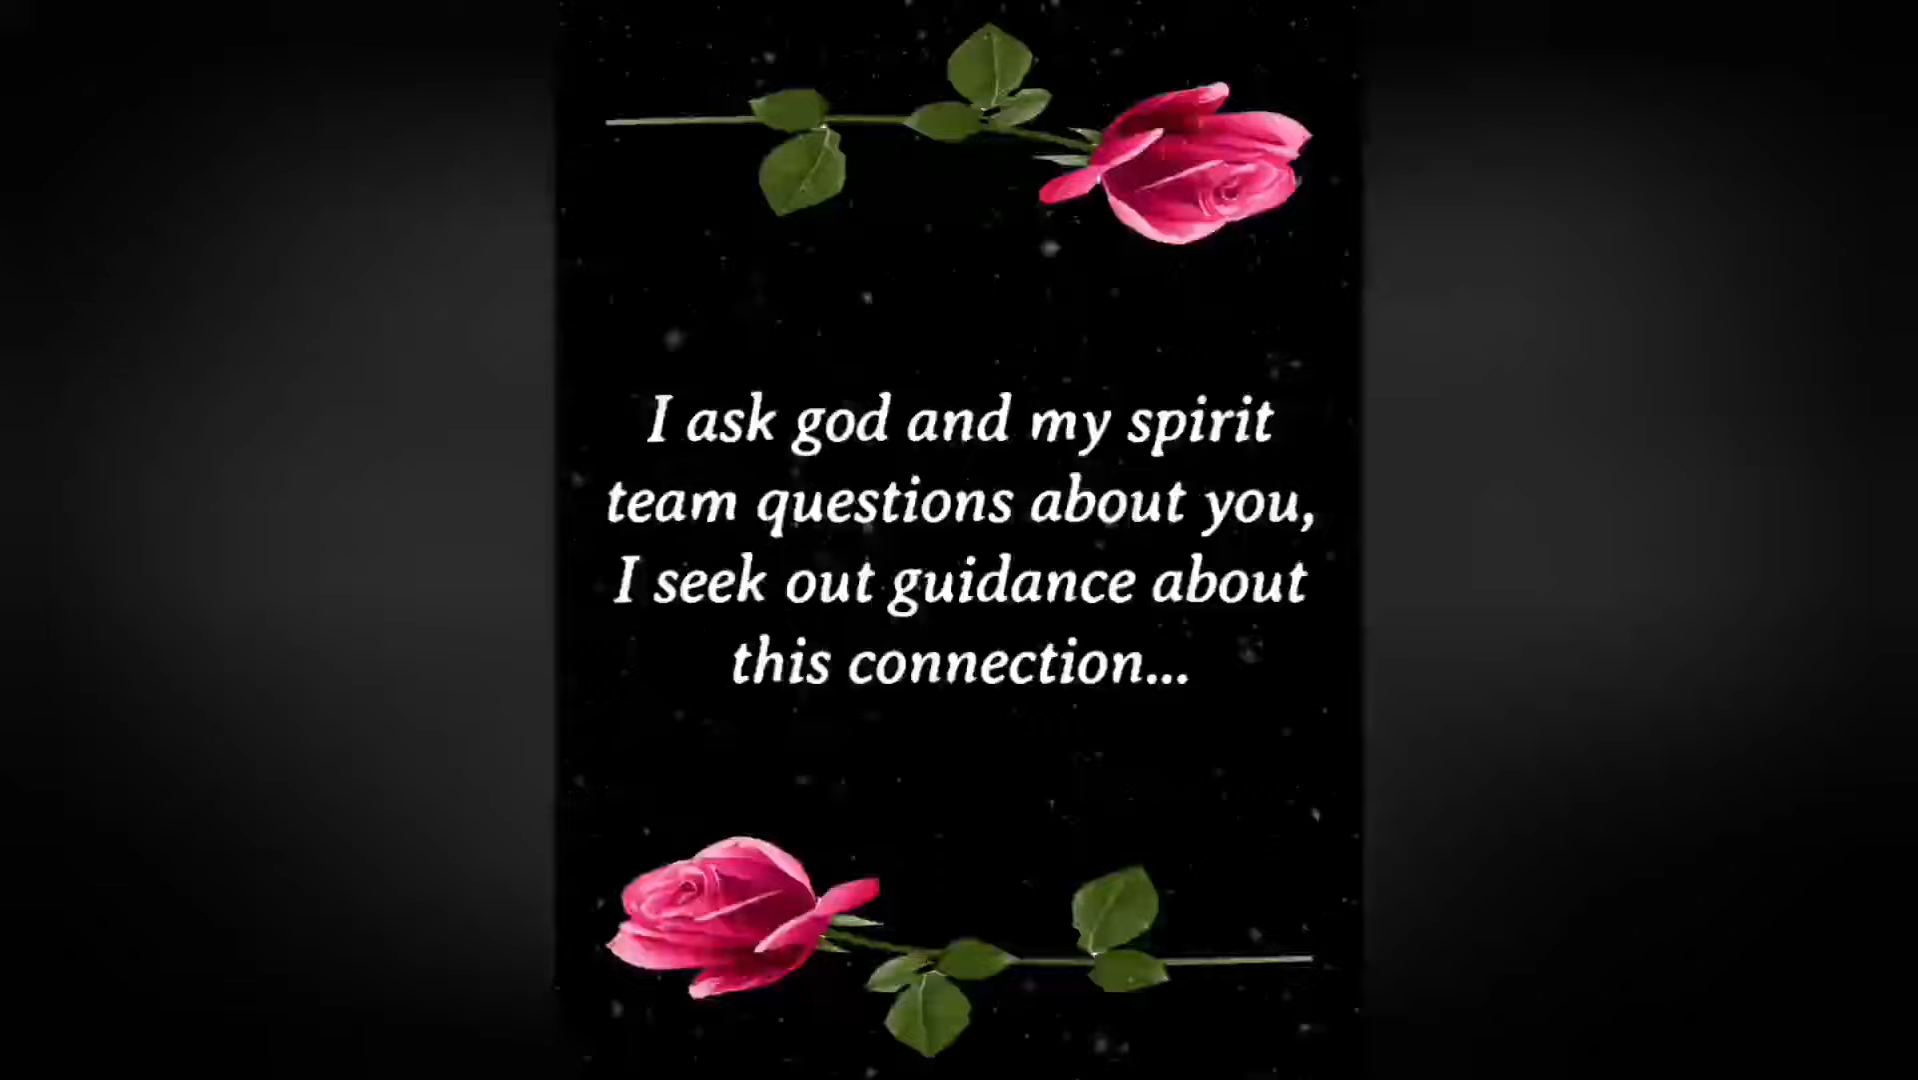 I ask god and my spirit
team questions about you,
I seek out guidance about
this connection...